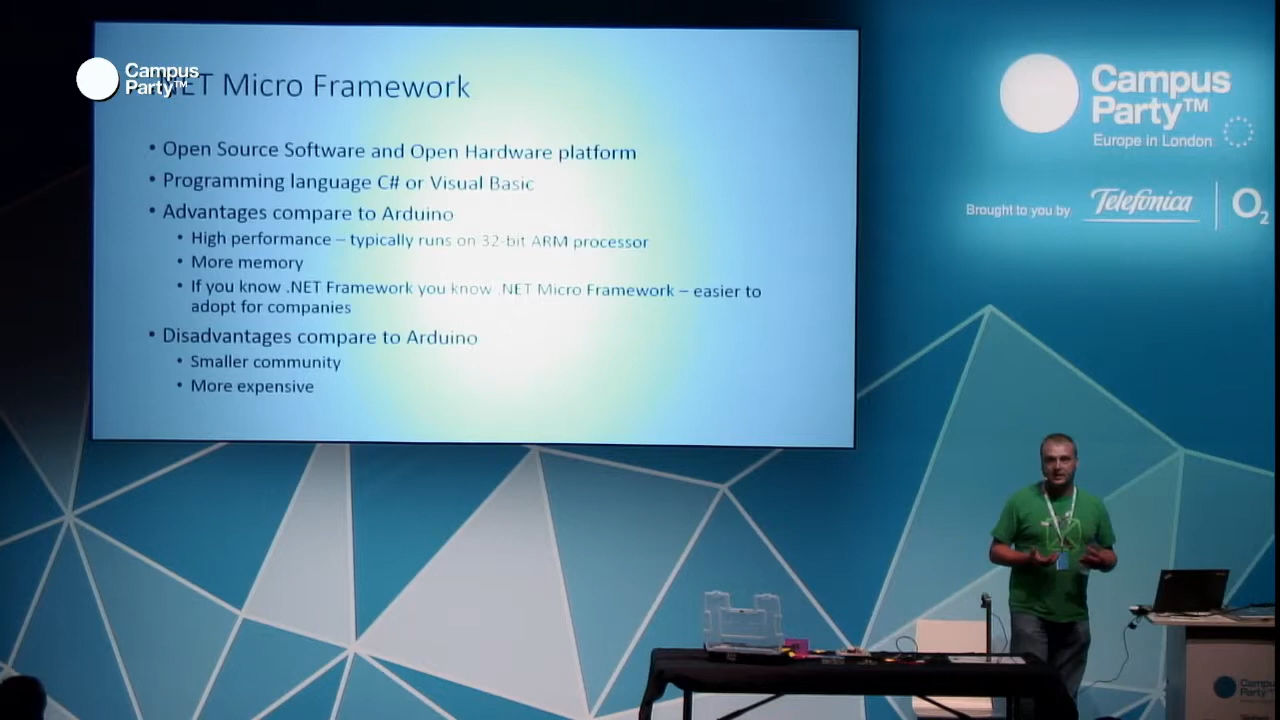 Campus
Party™
.NET Micro Framework
• Open Source Software and Open Hardware platform
• Programming language C# or Visual Basic
• Advantages compare to Arduino
• High performance – typically runs on 32-bit ARM processor
• More memory
• If you know .NET Framework you know .NET Micro Framework – easier to
adopt for companies
• Disadvantages compare to Arduino
• Smaller community
• More expensive
Campus
Party™
Europe in London
Brought to you by
Telefónica
O2
Campus
Party™